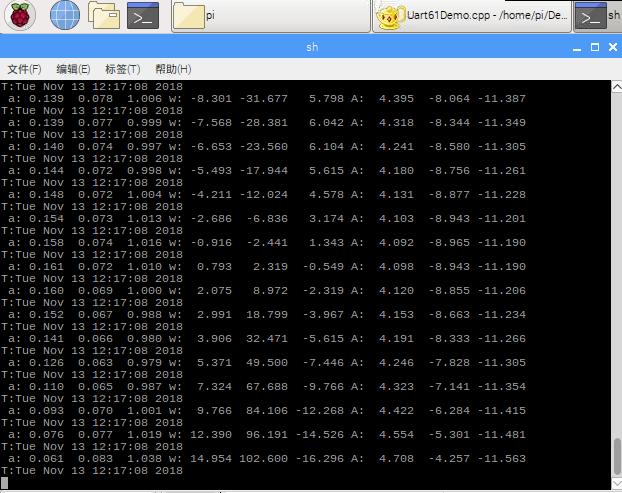 pi
Uart61Demo.cpp - /home/pi/De...
sh
sh
文件(F) 编辑(E) 标签(T) 帮助(H)
T:Tue Nov 13 12:17:08 2018
a: 0.139 0.078 1.006 w: -8.301 -31.677 5.798 A: 4.395 -8.064 -11.387
T:Tue Nov 13 12:17:08 2018
a: 0.139 0.077 0.999 w: -7.568 -28.381 6.042 A: 4.318 -8.344 -11.349
T:Tue Nov 13 12:17:08 2018
a: 0.140 0.074 0.997 w: -6.653 -23.560 6.104 A: 4.241 -8.580 -11.305
T:Tue Nov 13 12:17:08 2018
a: 0.144 0.072 0.998 w: -5.493 -17.944 5.615 A: 4.180 -8.756 -11.261
T:Tue Nov 13 12:17:08 2018
a: 0.148 0.072 1.004 w: -4.211 -12.024 4.578 A: 4.131 -8.877 -11.228
T:Tue Nov 13 12:17:08 2018
a: 0.154 0.073 1.013 w: -2.686 -6.836 3.174 A: 4.103 -8.943 -11.201
T:Tue Nov 13 12:17:08 2018
a: 0.158 0.074 1.016 w: -0.916 -2.441 1.343 A: 4.092 -8.965 -11.190
T:Tue Nov 13 12:17:08 2018
a: 0.161 0.072 1.010 w: 0.793 2.319 -0.549 A: 4.098 -8.943 -11.190
T:Tue Nov 13 12:17:08 2018
a: 0.160 0.069 1.000 w: 2.075 8.972 -2.319 A: 4.120 -8.855 -11.206
T:Tue Nov 13 12:17:08 2018
a: 0.152 0.067 0.988 w: 2.991 18.799 -3.967 A: 4.153 -8.663 -11.234
T:Tue Nov 13 12:17:08 2018
a: 0.141 0.066 0.980 w: 3.906 32.471 -5.615 A: 4.191 -8.333 -11.266
T:Tue Nov 13 12:17:08 2018
a: 0.126 0.063 0.979 w: 5.371 49.500 -7.446 A: 4.246 -7.828 -11.305
T:Tue Nov 13 12:17:08 2018
a: 0.110 0.065 0.987 w: 7.324 67.688 -9.766 A: 4.323 -7.141 -11.354
T:Tue Nov 13 12:17:08 2018
a: 0.093 0.070 1.001 w: 9.766 84.106 -12.268 A: 4.422 -6.284 -11.415
T:Tue Nov 13 12:17:08 2018
a: 0.076 0.077 1.019 w: 12.390 96.191 -14.526 A: 4.554 -5.301 -11.481
T:Tue Nov 13 12:17:08 2018
a: 0.061 0.083 1.038 w: 14.954 102.600 -16.296 A: 4.708 -4.257 -11.563
T:Tue Nov 13 12:17:08 2018